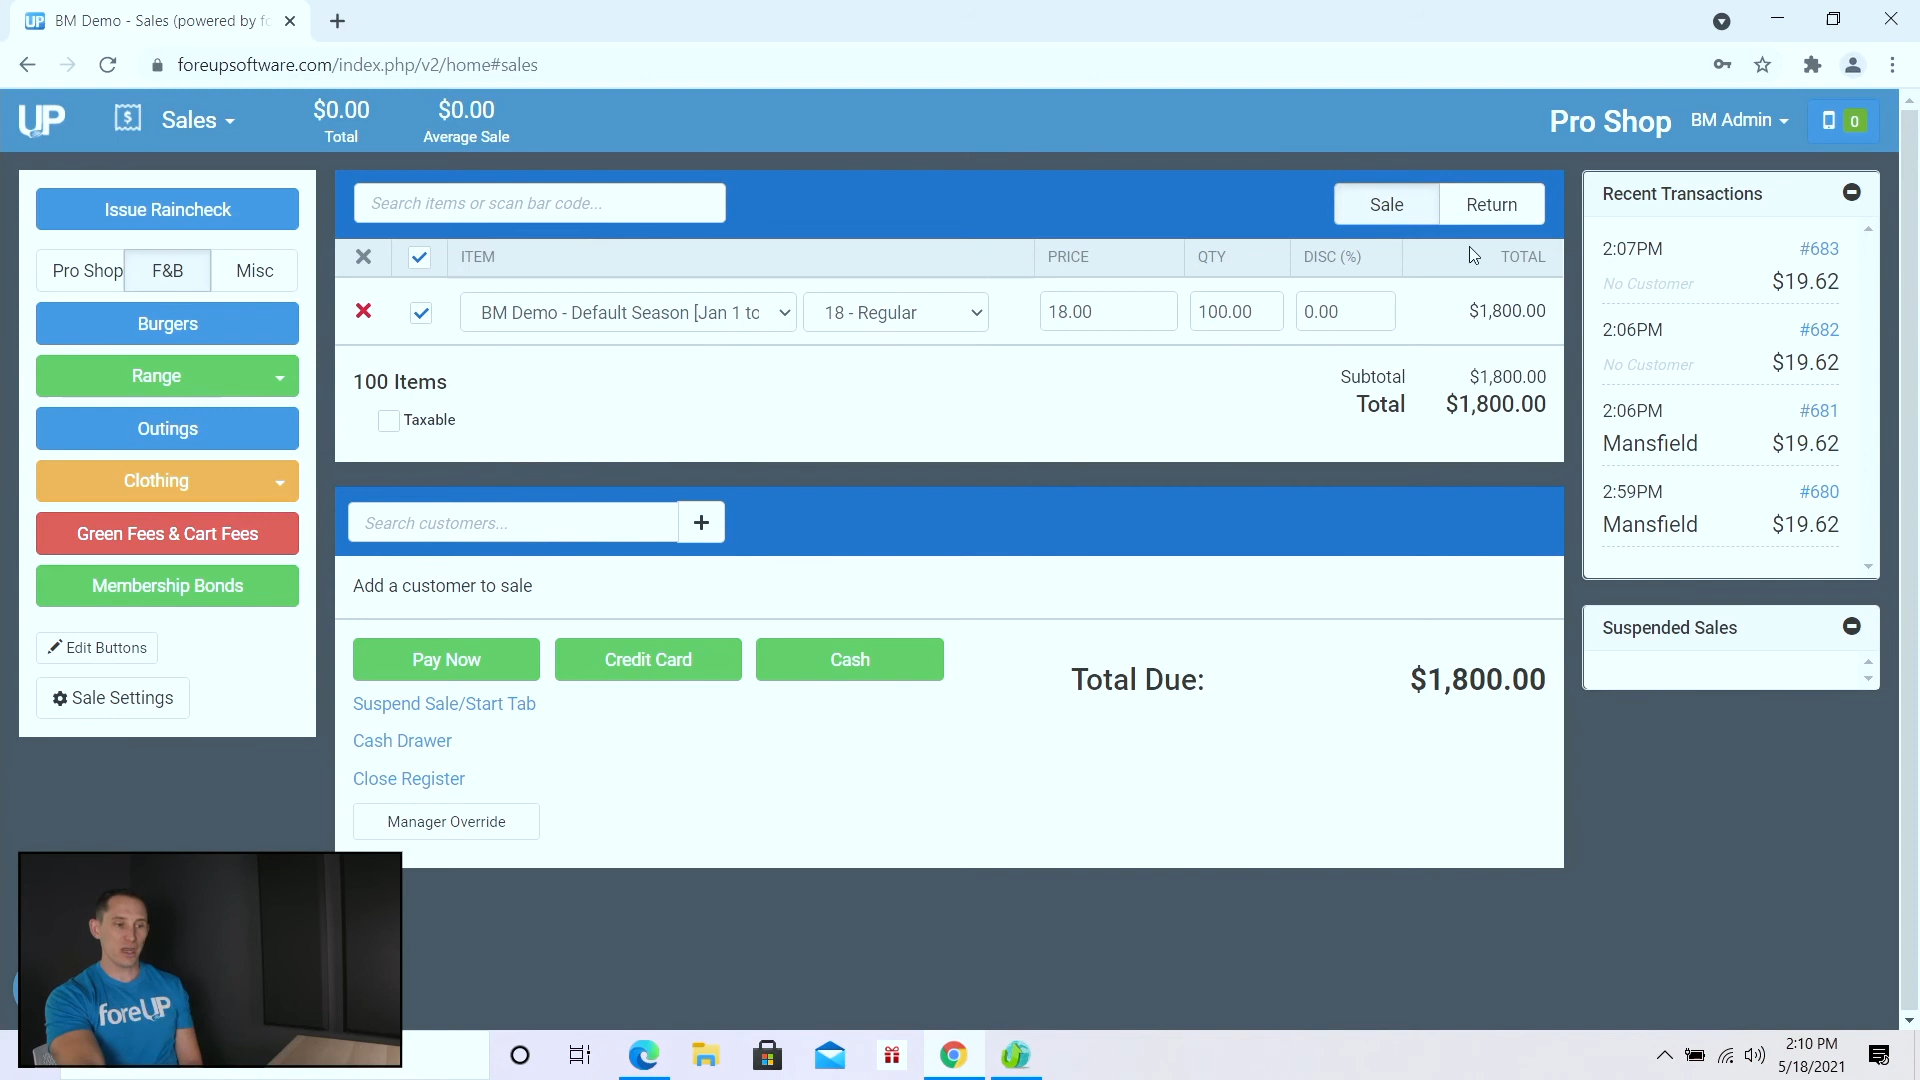 UP BM Demo - Sales (powered by fo
foreupsoftware.com/index.php/v2/home#sales
UP
$
Sales
$0.00
Total
$0.00
Average Sale
Pro Shop
BM Admin
0
Issue Raincheck
Pro Shop
F&B
Misc
Burgers
Range
Outings
Clothing
Green Fees & Cart Fees
Membership Bonds
Edit Buttons
Sale Settings
Search items or scan bar code...
Sale
Return
ITEM
PRICE
QTY
DISC (%)
TOTAL
BM Demo - Default Season [Jan 1 to
18 - Regular
18.00
100.00
0.00
$1,800.00
100 Items
Taxable
Subtotal
$1,800.00
Total
$1,800.00
Search customers...
+
Add a customer to sale
Pay Now
Credit Card
Cash
Suspend Sale/Start Tab
Cash Drawer
Close Register
Manager Override
Total Due:
$1,800.00
Recent Transactions
2:07PM
#683
No Customer
$19.62
2:06PM
#682
No Customer
$19.62
2:06PM
#681
Mansfield
$19.62
2:59PM
#680
Mansfield
$19.62
Suspended Sales
foreUP
2:10 PM
5/18/2021